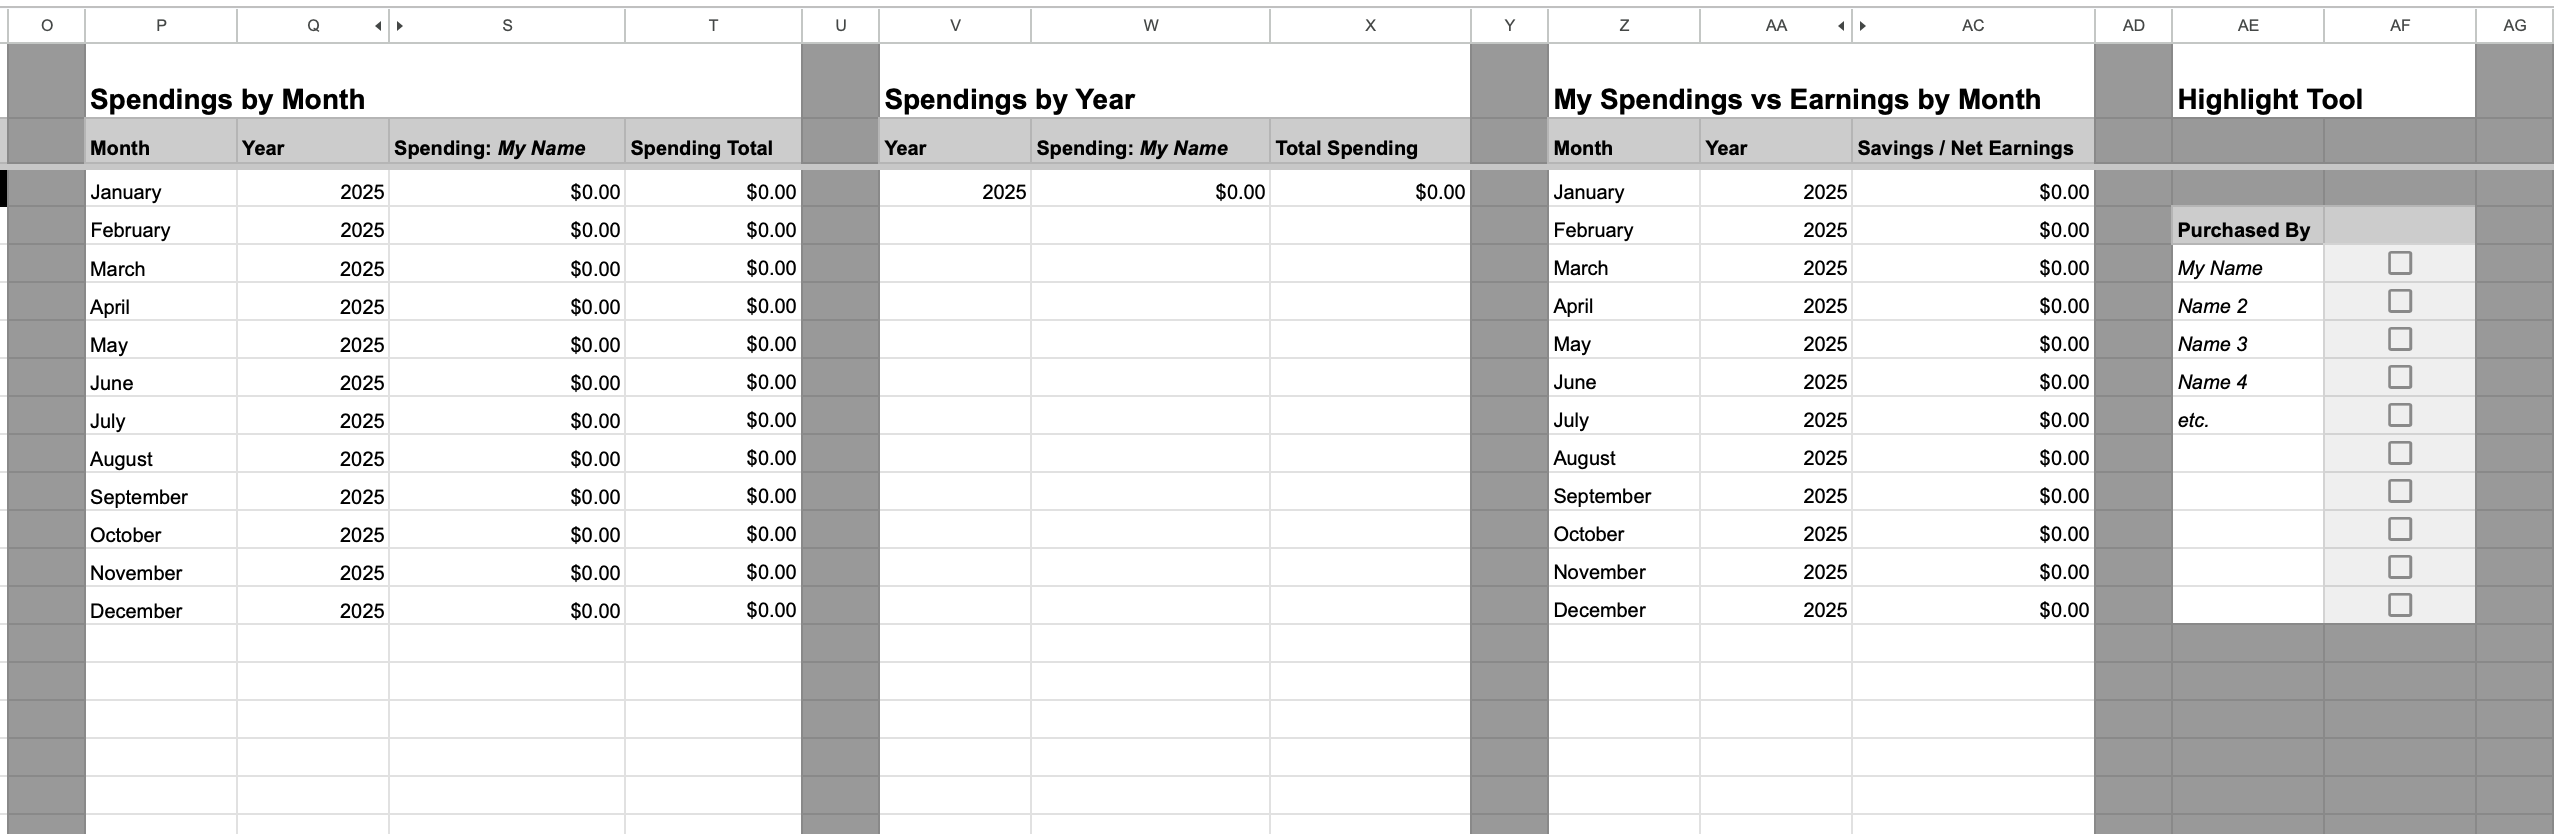 O P Q S T U V W X Y Z AA AC AD AE AF AG
Spendings by Month Spendings by Year My Spendings vs Earnings by Month Highlight Tool
Month Year Spending: My Name Spending Total Year Spending: My Name Total Spending Month Year Savings / Net Earnings
January 2025 $0.00 $0.00 2025 $0.00 $0.00 January 2025 $0.00
February 2025 $0.00 $0.00 February 2025 $0.00 Purchased By
March 2025 $0.00 $0.00 March 2025 $0.00 My Name
April 2025 $0.00 $0.00 April 2025 $0.00 Name 2
May 2025 $0.00 $0.00 May 2025 $0.00 Name 3
June 2025 $0.00 $0.00 June 2025 $0.00 Name 4
July 2025 $0.00 $0.00 July 2025 $0.00 etc.
August 2025 $0.00 $0.00 August 2025 $0.00
September 2025 $0.00 $0.00 September 2025 $0.00
October 2025 $0.00 $0.00 October 2025 $0.00
November 2025 $0.00 $0.00 November 2025 $0.00
December 2025 $0.00 $0.00 December 2025 $0.00